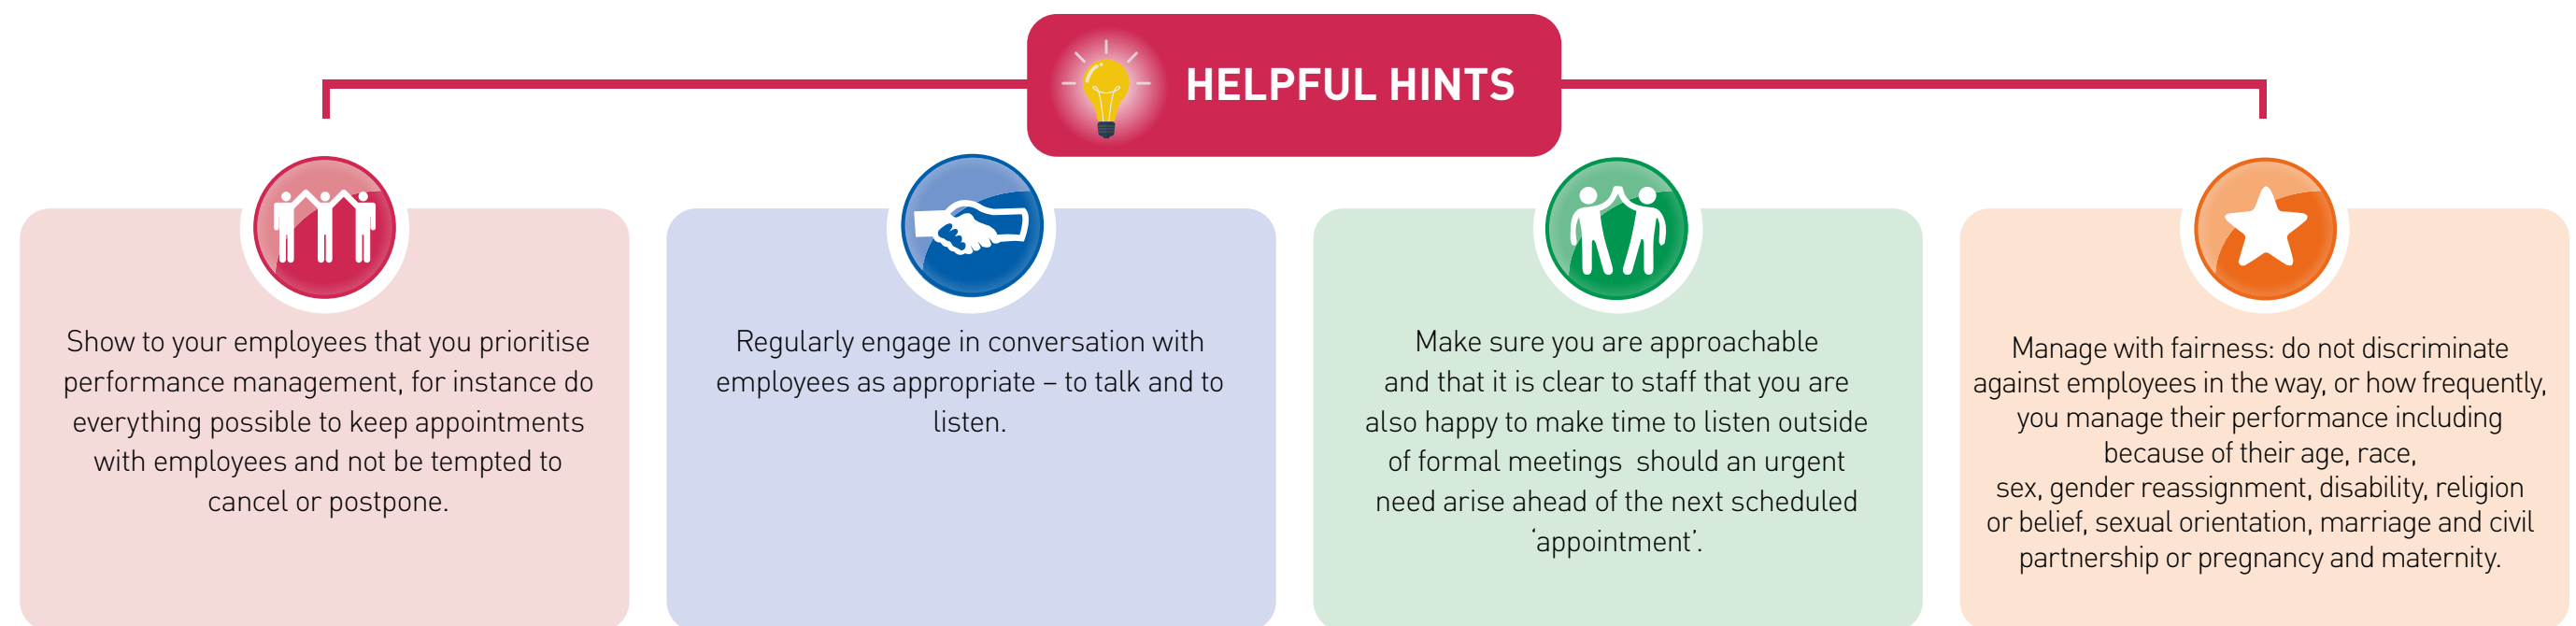 HELPFUL HINTS
Show to your employees that you prioritise
performance management, for instance do
everything possible to keep appointments
with employees and not be tempted to
cancel or postpone.
Regularly engage in conversation with
employees as appropriate – to talk and to
listen.
Make sure you are approachable
and that it is clear to staff that you are
also happy to make time to listen outside
of formal meetings  should an urgent
need arise ahead of the next scheduled
‘appointment’.
Manage with fairness: do not discriminate
against employees in the way, or how frequently,
you manage their performance including
because of their age, race,
sex, gender reassignment, disability, religion
or belief, sexual orientation, marriage and civil
partnership or pregnancy and maternity.